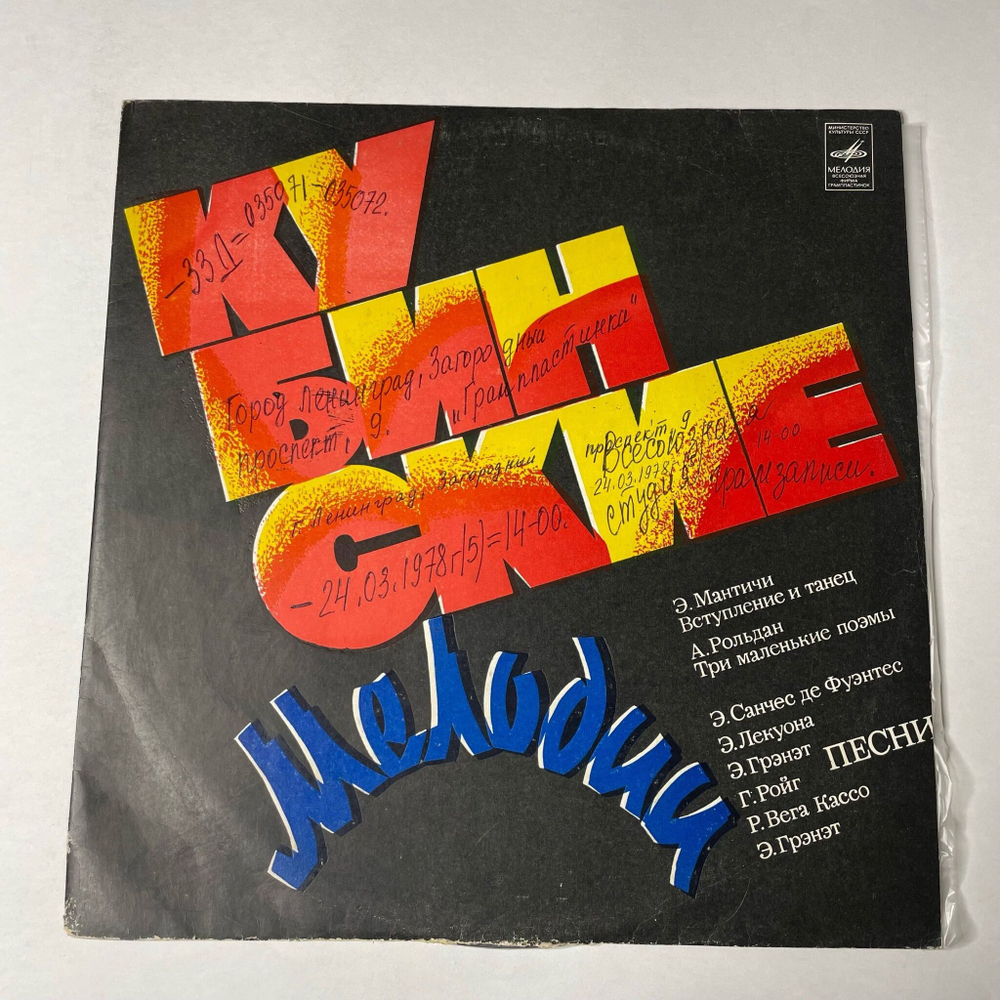 МИНИСТЕРСТВО
КУЛЬТУРЫ СССР
МЕЛОДИЯ
ВСЕСОЮЗНАЯ
ФИРМА
ГРАМПЛАСТИНОК
КУ
-33Д=035071-035072.
БИН
Город Ленинград, Загородный
проспект, 9. „Грампластинка"
СКИЕ
г. Ленинград, Загородный проспект, 9
24.03.1978г. 14-00
Всесоюзная
студия грамзаписи.
-24.03.1978г(5)=14-00.
Мелодии
Э.Мантичи
Вступление и танец
А.Рольдан
Три маленькие поэмы
Э.Санчес де Фуэнтес
Э.Лекуона
Э.Грэнэт ПЕСНИ
Г.Ройг
Р.Вега Кассо
Э.Грэнэт